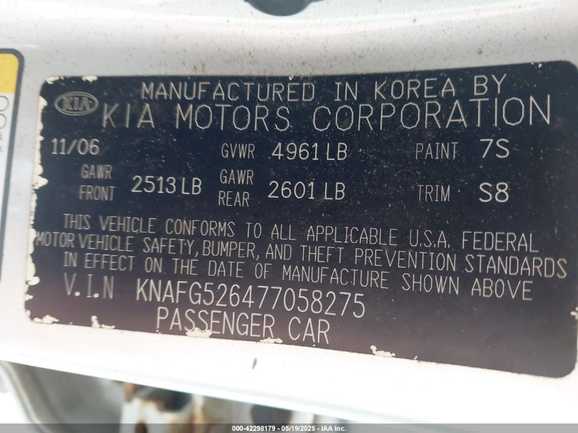 MANUFACTURED IN KOREA BY
KIA KIA MOTORS CORPORATION
11/06 GVWR 4961 LB PAINT 7S
GAWR FRONT 2513 LB GAWR REAR 2601 LB TRIM S8
THIS VEHICLE CONFORMS TO ALL APPLICABLE U.S.A. FEDERAL
MOTOR VEHICLE SAFETY, BUMPER, AND THEFT PREVENTION STANDARDS
IN EFFECT ON THE DATE OF MANUFACTURE SHOWN ABOVE
V.I.N KNAFG526477058275
PASSENGER CAR
000-42298179 - 05/19/2025 - © IAA Inc.